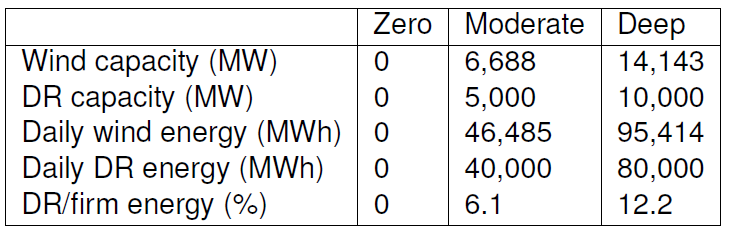 Zero Moderate Deep
Wind capacity (MW) 0 6,688 14,143
DR capacity (MW) 0 5,000 10,000
Daily wind energy (MWh) 0 46,485 95,414
Daily DR energy (MWh) 0 40,000 80,000
DR/firm energy (%) 0 6.1 12.2